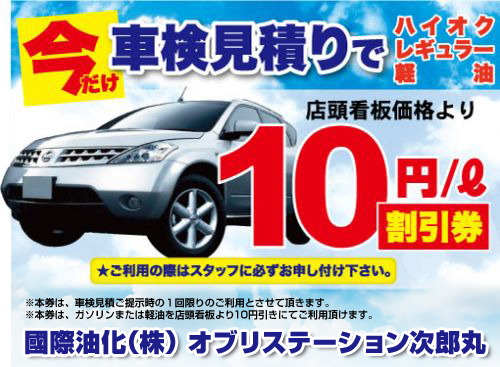 今だけ
車検見積りで
ハイオク
レギュラー
軽油
店頭看板価格より
10円/ℓ
割引券
★ご利用の際はスタッフに必ずお申し付け下さい。
※本券は、車検見積ご提示時の１回限りのご利用とさせて頂きます。
※本券は、ガソリンまたは軽油を店頭看板より10円引きにてご利用頂けます。
國際油化(株) オブリステーション次郎丸